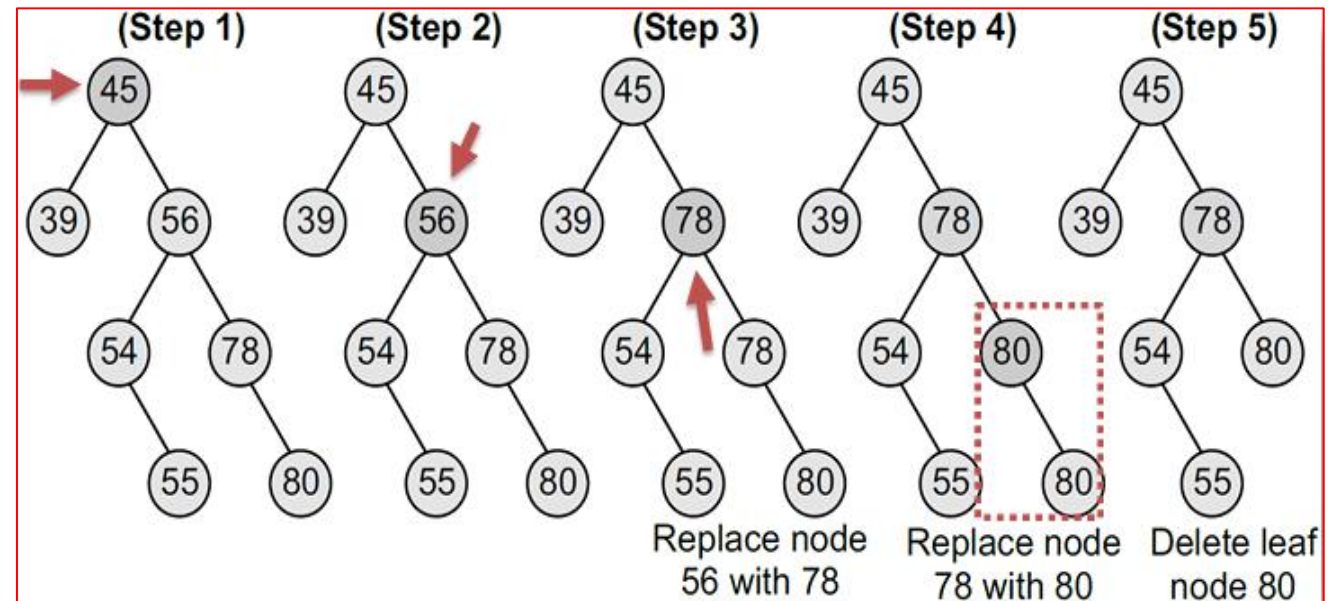 (Step 1) (Step 2) (Step 3) (Step 4) (Step 5)
45 45 45 45 45
39 56 39 56 39 78 39 78 39 78
54 78 54 78 54 78 54 80 54 80
55 80 55 80 55 80 55 80 55
Replace node Replace node Delete leaf
56 with 78 78 with 80 node 80